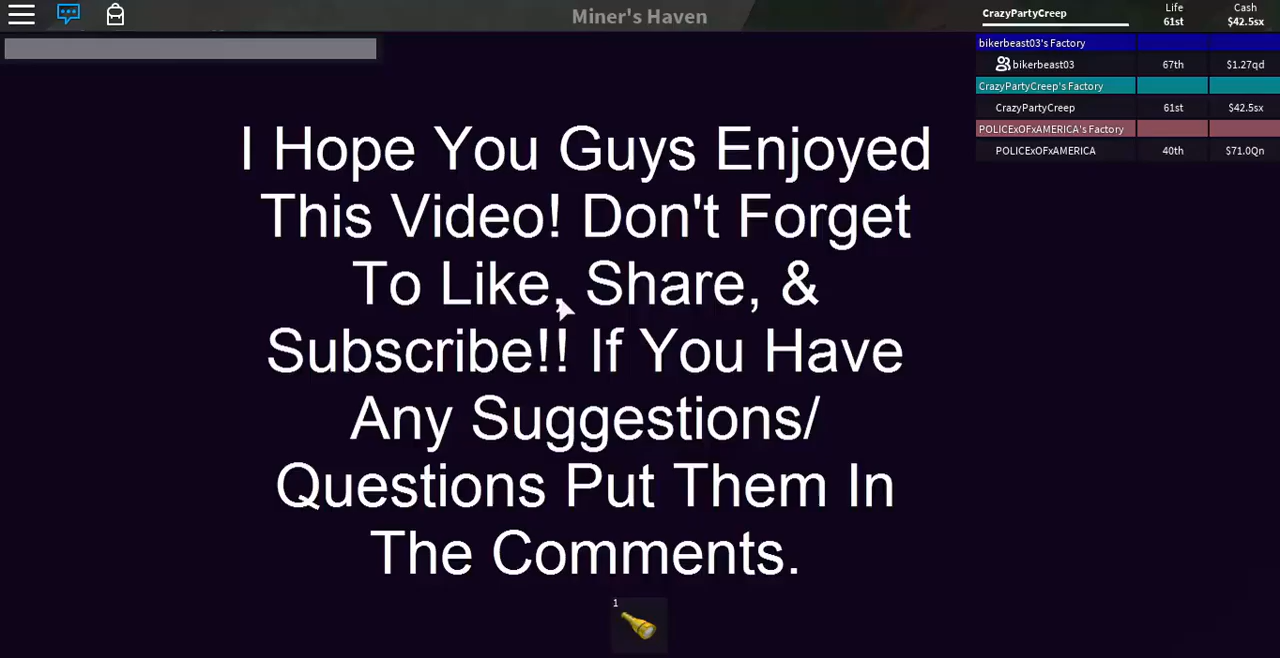 Miner's Haven
CrazyPartyCreep
Life
61st
Cash
$42.5sx
bikerbeast03's Factory
bikerbeast03 67th $1.27qd
CrazyPartyCreep's Factory
CrazyPartyCreep 61st $42.5sx
POLICExOFxAMERICA's Factory
POLICExOFxAMERICA 40th $71.0Qn
I Hope You Guys Enjoyed
This Video! Don't Forget
To Like, Share, &
Subscribe!! If You Have
Any Suggestions/
Questions Put Them In
The Comments.
1